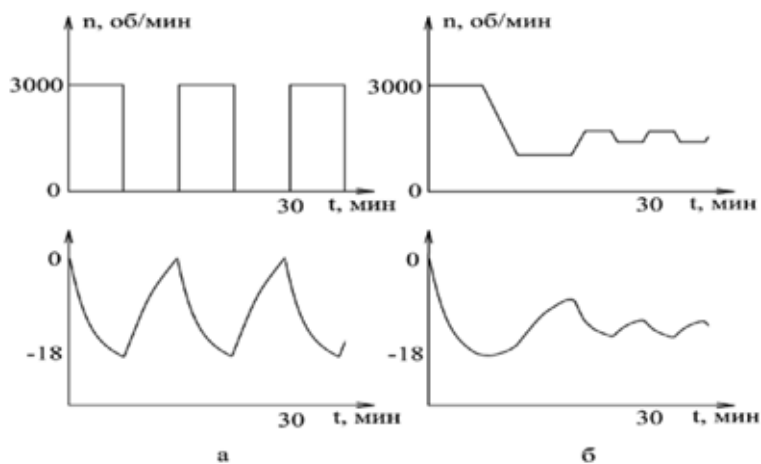 n, об/мин
3000
0
30 t, мин
0
-18
30 t, мин
а
n, об/мин
3000
0
30 t, мин
0
-18
30 t, мин
б